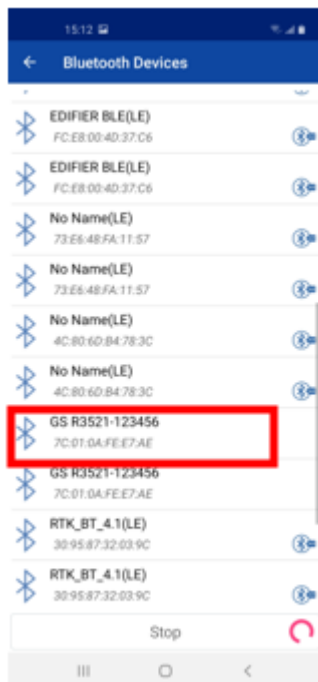 15:12
Bluetooth Devices
EDIFIER BLE(LE)
FC:E8:00:4D:37:C6
EDIFIER BLE(LE)
FC:E8:00:4D:37:C6
No Name(LE)
73:E6:48:FA:11:57
No Name(LE)
73:E6:48:FA:11:57
No Name(LE)
4C:80:6D:B4:78:3C
No Name(LE)
4C:80:6D:B4:78:3C
GS R3521-123456
7C:01:0A:FE:E7:AE
GS R3521-123456
7C:01:0A:FE:E7:AE
RTK_BT_4.1(LE)
30:95:87:32:03:9C
RTK_BT_4.1(LE)
30:95:87:32:03:9C
Stop